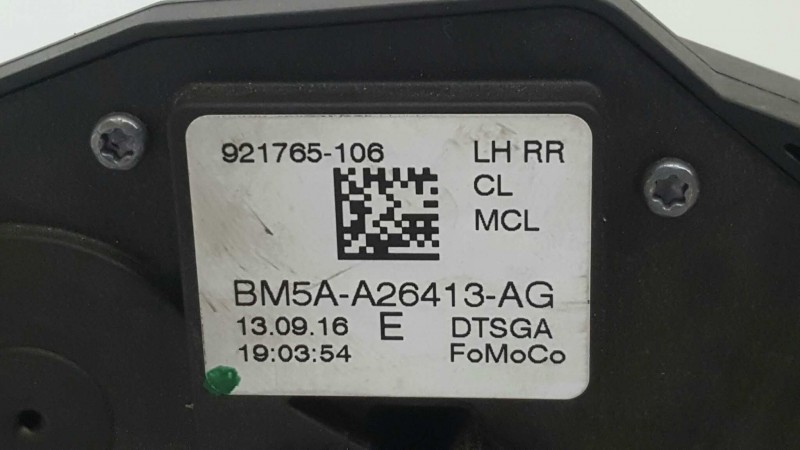 921765-106 LH RR
CL
MCL
BM5A-A26413-AG
13.09.16 E DTSGA
19:03:54 FoMoCo